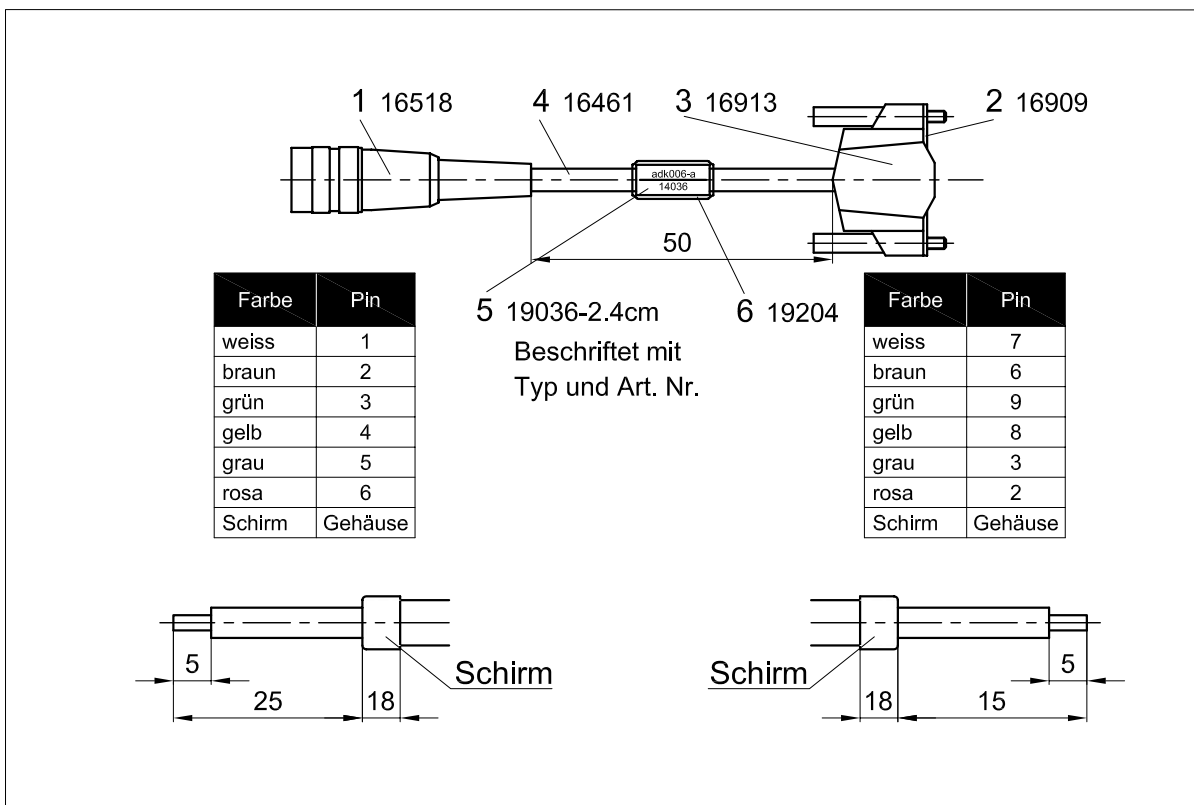 1 16518
4 16461
3 16913
2 16909
adk006-a
14036
50
5 19036-2.4cm
Beschriftet mit
Typ und Art. Nr.
6 19204
Farbe Pin
weiss 1
braun 2
grün 3
gelb 4
grau 5
rosa 6
Schirm Gehäuse
Farbe Pin
weiss 7
braun 6
grün 9
gelb 8
grau 3
rosa 2
Schirm Gehäuse
5
25
18
Schirm
Schirm
18
15
5